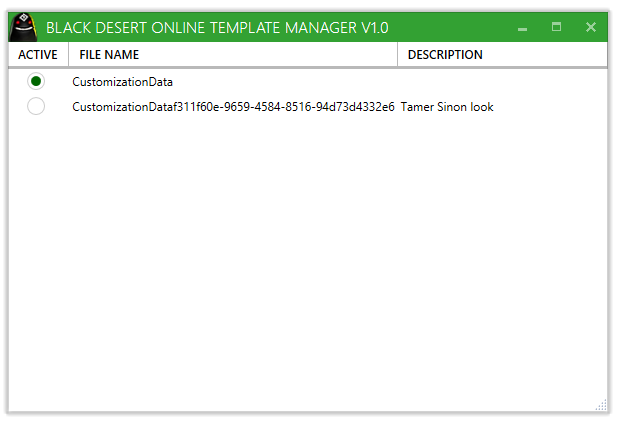 BLACK DESERT ONLINE TEMPLATE MANAGER V1.0
ACTIVE FILE NAME DESCRIPTION
CustomizationData
CustomizationDataf311f60e-9659-4584-8516-94d73d4332e6 Tamer Sinon look